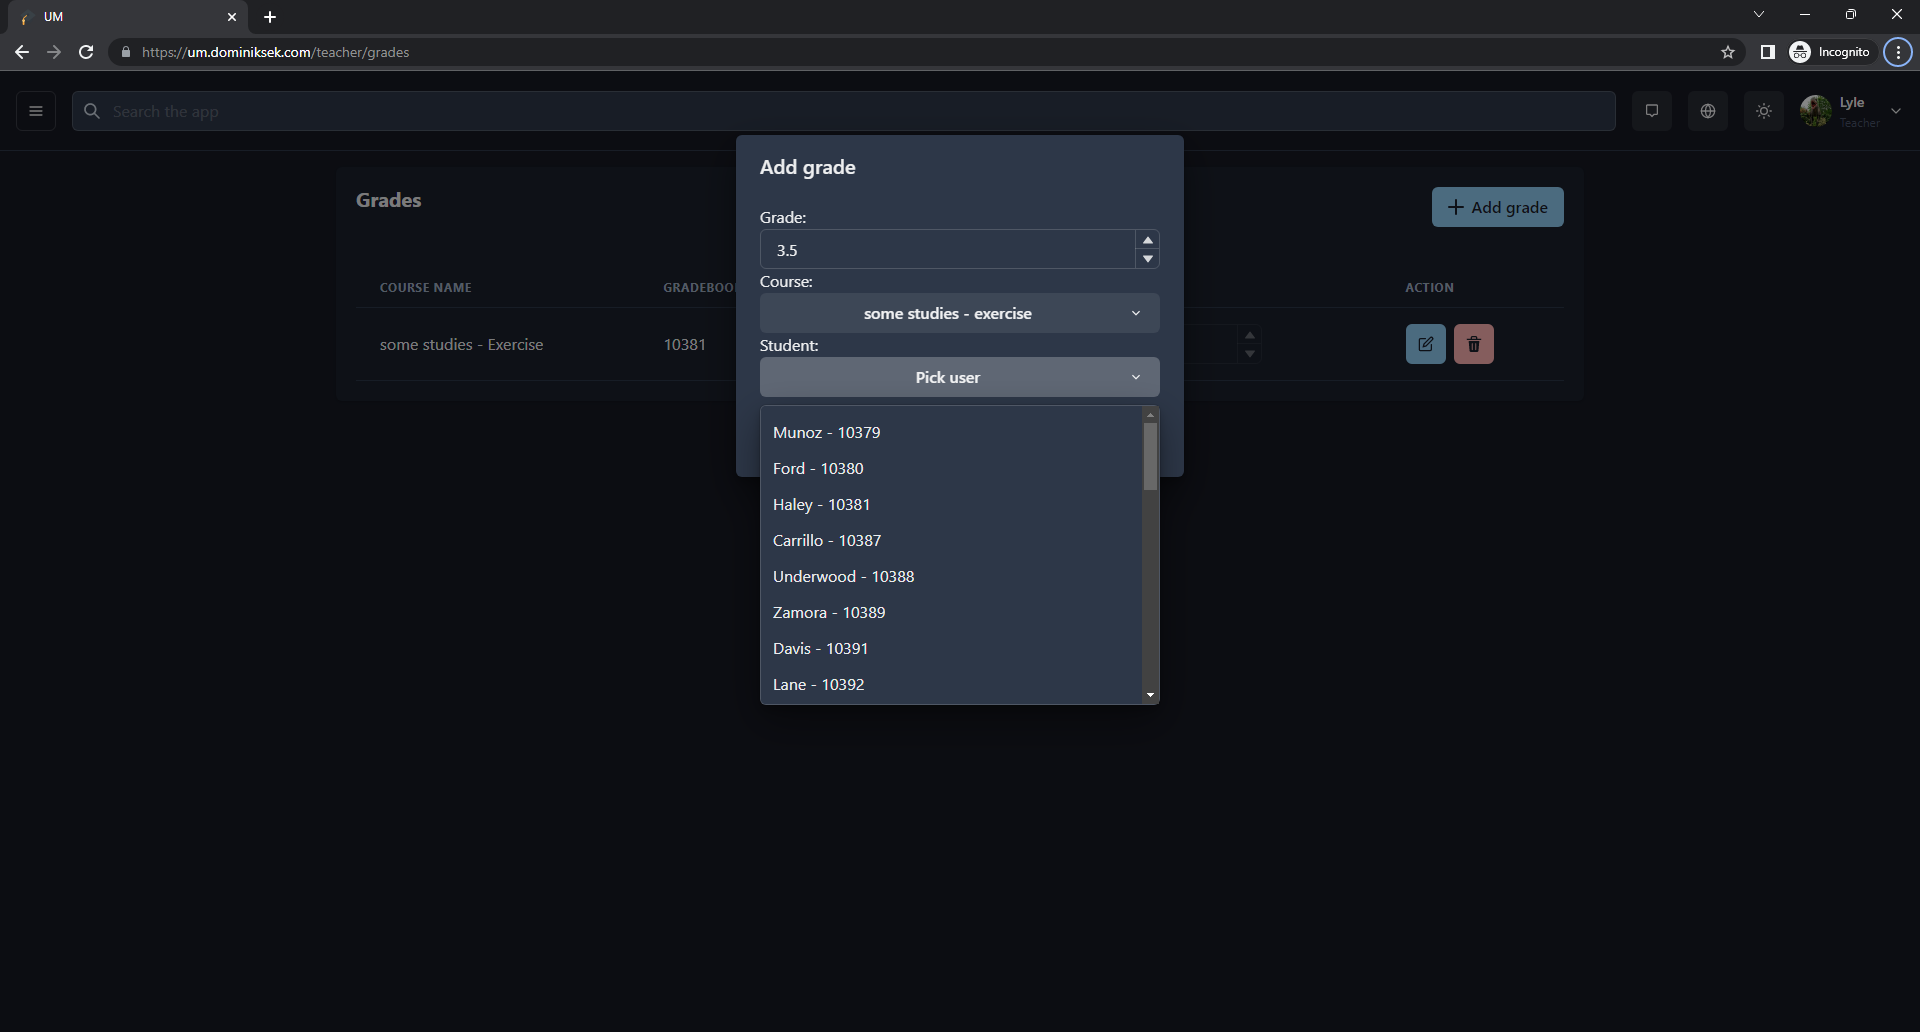 UM
https://um.dominiksek.com/teacher/grades
Incognito
Search the app
Lyle
Teacher
Grades
Add grade
COURSE NAME
GRADEBOO
ACTION
some studies - Exercise
10381
Add grade
Grade:
3.5
Course:
some studies - exercise
Student:
Pick user
Munoz - 10379
Ford - 10380
Haley - 10381
Carrillo - 10387
Underwood - 10388
Zamora - 10389
Davis - 10391
Lane - 10392